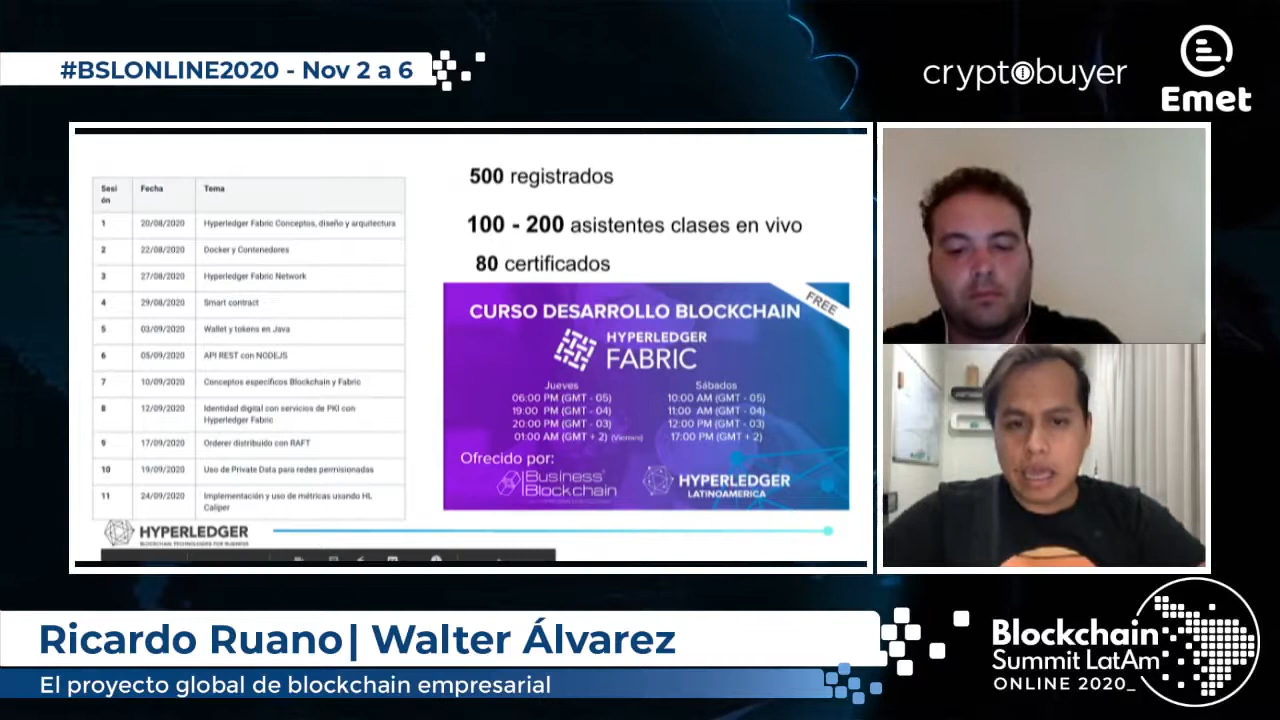 #BSLONLINE2020 - Nov 2 a 6
cryptobuyer
Emet
Sesi
ón
Fecha
Tema
1
20/08/2020
Hyperledger Fabric Conceptos, diseño y arquitectura
2
22/08/2020
Docker y Contenedores
3
27/08/2020
Hyperledger Fabric Network
4
29/08/2020
Smart contract
5
03/09/2020
Wallet y tokens en Java
6
05/09/2020
API REST con NODEJS
7
10/09/2020
Conceptos específicos Blockchain y Fabric
8
12/09/2020
Identidad digital con servicios de PKI con
Hyperledger Fabric
9
17/09/2020
Orderer distribuido con RAFT
10
19/09/2020
Uso de Private Data para redes permisionadas
11
24/09/2020
Implementación y uso de métricas usando HL
Caliper
HYPERLEDGER
BLOCKCHAIN TECHNOLOGIES FOR BUSINESS
500 registrados
100 - 200 asistentes clases en vivo
80 certificados
FREE
CURSO DESARROLLO BLOCKCHAIN
HYPERLEDGER
FABRIC
Jueves
06:00 PM (GMT - 05)
19:00 PM (GMT - 04)
20:00 PM (GMT - 03)
01:00 AM (GMT + 2) (Viernes)
Sábados
10:00 AM (GMT - 05)
11:00 AM (GMT - 04)
12:00 PM (GMT - 03)
17:00 PM (GMT + 2)
Ofrecido por:
Business
Blockchain
HYPERLEDGER
LATINOAMERICA
Ricardo Ruano| Walter Álvarez
El proyecto global de blockchain empresarial
Blockchain
Summit LatAm
ONLINE 2020_